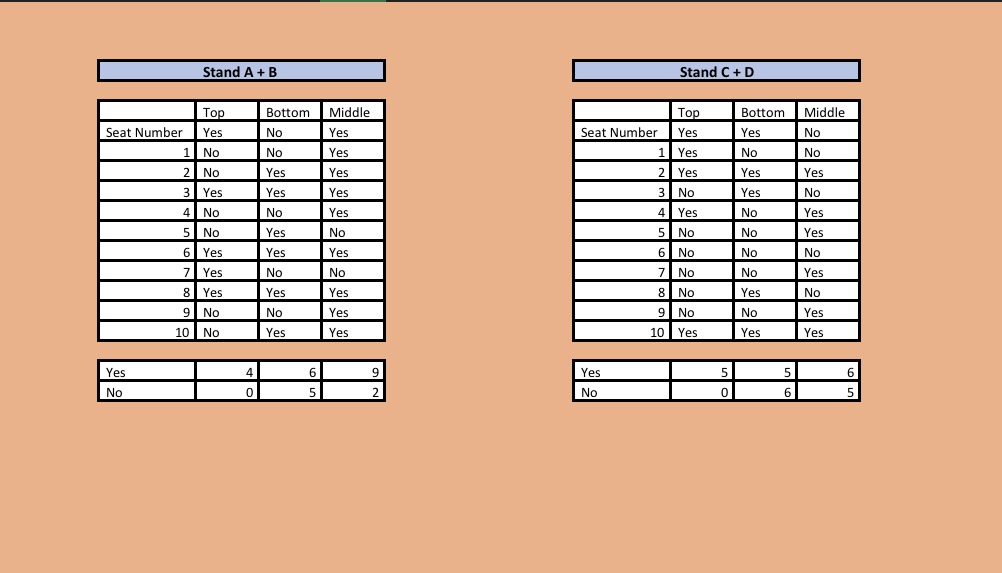 Stand A + B Stand C + D
Top Bottom Middle Top Bottom Middle
Seat Number Yes No Yes Seat Number Yes Yes No
1 No No Yes 1 Yes No No
2 No Yes Yes 2 Yes Yes Yes
3 Yes Yes Yes 3 No Yes No
4 No No Yes 4 Yes No Yes
5 No Yes No 5 No No Yes
6 Yes Yes Yes 6 No No No
7 Yes No No 7 No No Yes
8 Yes Yes Yes 8 No Yes No
9 No No Yes 9 No No Yes
10 No Yes Yes 10 Yes Yes Yes
Yes 4 6 9 Yes 5 5 6
No 0 5 2 No 0 6 5